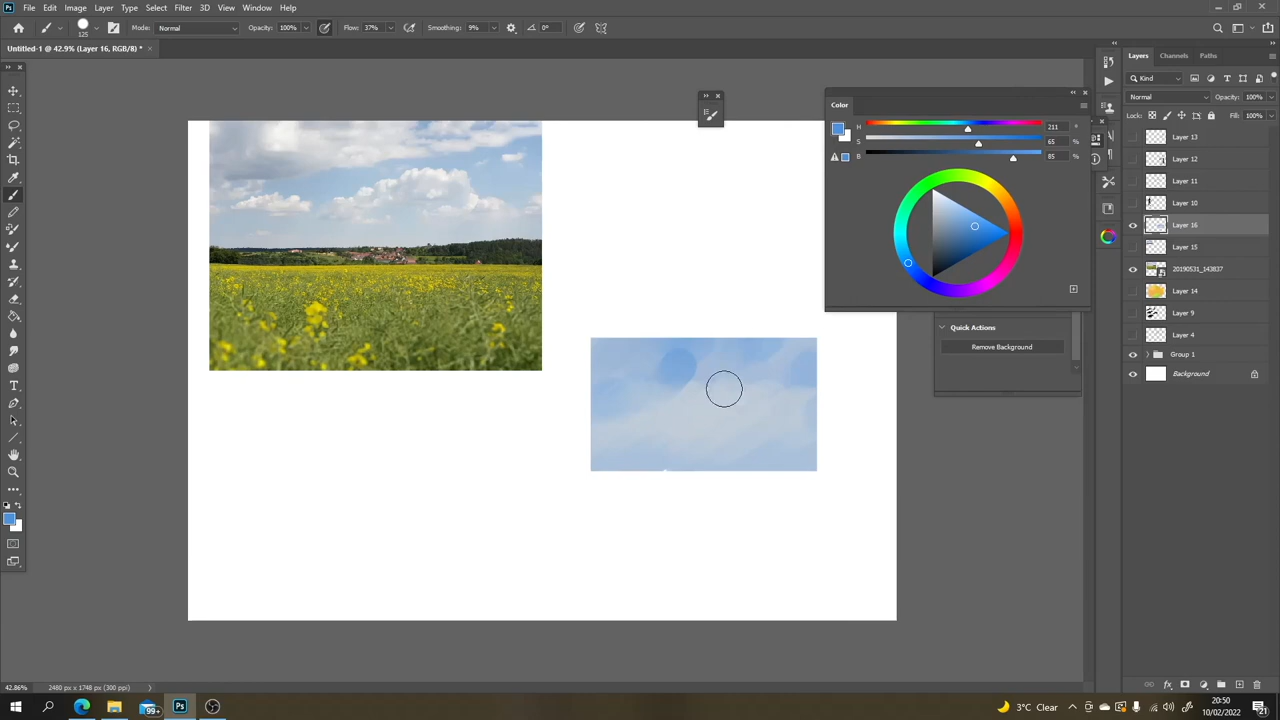 File Edit Image Layer Type Select Filter 3D View Window Help
125 Mode: Normal Opacity: 100% Flow: 37% Smoothing: 9% 0°
Untitled-1 @ 42.9% (Layer 16, RGB/8) *
Layers Channels Paths
Kind
Normal Opacity: 100%
Lock: Fill: 100%
Color
H 211 °
S 65 %
B 85 %
Layer 13
Layer 12
Layer 11
Layer 10
Layer 16
Layer 15
20190531_143837
Layer 14
Layer 9
Layer 4
Group 1
Background
Quick Actions
Remove Background
42.86% 2480 px x 1748 px (300 ppi)
99+
3°C Clear
20:50
10/02/2022